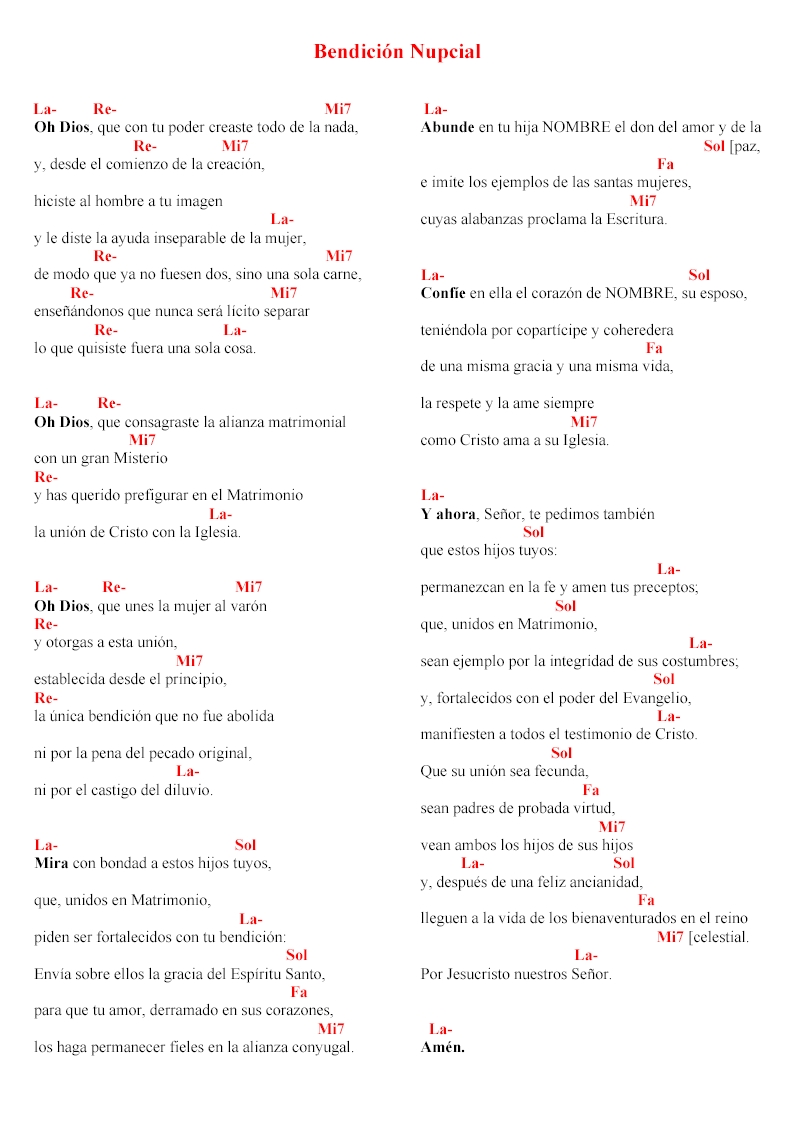 Bendición Nupcial
La- Re- Mi7
Oh Dios, que con tu poder creaste todo de la nada,
Re- Mi7
y, desde el comienzo de la creación,
hiciste al hombre a tu imagen
La-
y le diste la ayuda inseparable de la mujer,
Re- Mi7
de modo que ya no fuesen dos, sino una sola carne,
Re- Mi7
enseñándonos que nunca será lícito separar
Re- La-
lo que quisiste fuera una sola cosa.
La- Re-
Oh Dios, que consagraste la alianza matrimonial
Mi7
con un gran Misterio
Re-
y has querido prefigurar en el Matrimonio
La-
la unión de Cristo con la Iglesia.
La- Re- Mi7
Oh Dios, que unes la mujer al varón
Re-
y otorgas a esta unión,
Mi7
establecida desde el principio,
Re-
la única bendición que no fue abolida
ni por la pena del pecado original,
La-
ni por el castigo del diluvio.
La- Sol
Mira con bondad a estos hijos tuyos,
que, unidos en Matrimonio,
La-
piden ser fortalecidos con tu bendición:
Sol
Envía sobre ellos la gracia del Espíritu Santo,
Fa
para que tu amor, derramado en sus corazones,
Mi7
los haga permanecer fieles en la alianza conyugal.
La-
Abunde en tu hija NOMBRE el don del amor y de la
Sol [paz,
Fa
e imite los ejemplos de las santas mujeres,
Mi7
cuyas alabanzas proclama la Escritura.
La- Sol
Confíe en ella el corazón de NOMBRE, su esposo,
teniéndola por copartícipe y coheredera
Fa
de una misma gracia y una misma vida,
la respete y la ame siempre
Mi7
como Cristo ama a su Iglesia.
La-
Y ahora, Señor, te pedimos también
Sol
que estos hijos tuyos:
La-
permanezcan en la fe y amen tus preceptos;
Sol
que, unidos en Matrimonio,
La-
sean ejemplo por la integridad de sus costumbres;
Sol
y, fortalecidos con el poder del Evangelio,
La-
manifiesten a todos el testimonio de Cristo.
Sol
Que su unión sea fecunda,
Fa
sean padres de probada virtud,
Mi7
vean ambos los hijos de sus hijos
La- Sol
y, después de una feliz ancianidad,
Fa
lleguen a la vida de los bienaventurados en el reino
Mi7 [celestial.
La-
Por Jesucristo nuestros Señor.
La-
Amén.